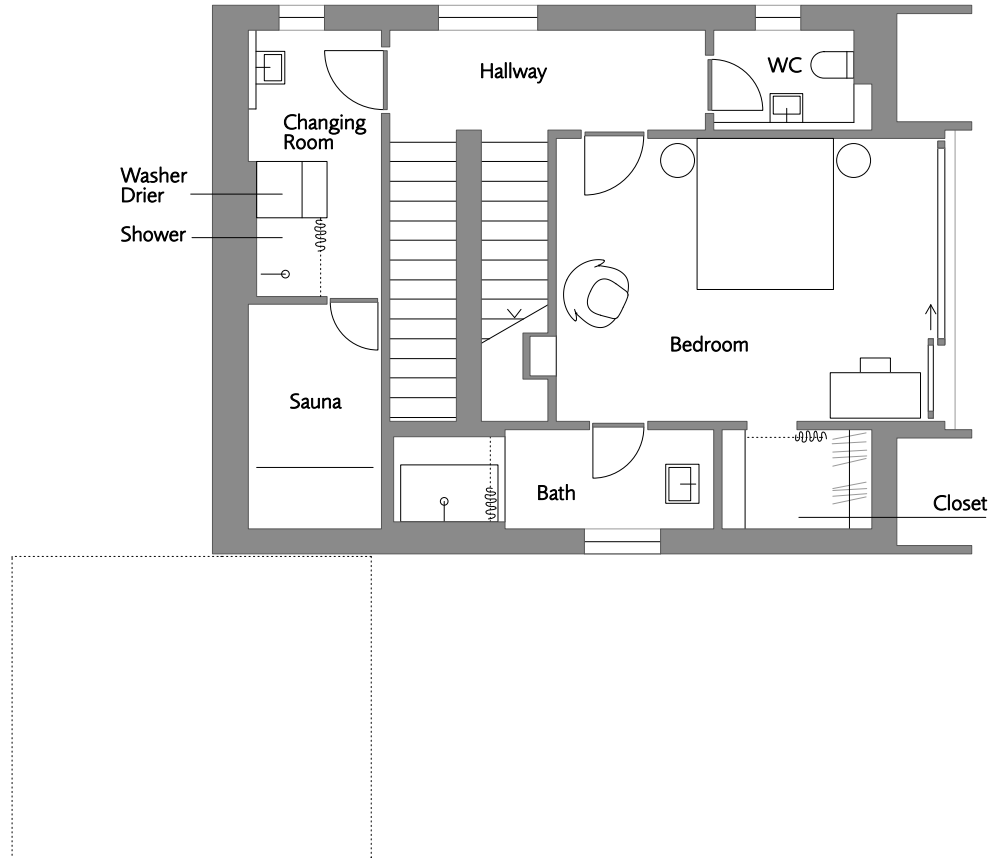 Hallway
WC
Changing
Room
Washer
Drier
Shower
Bedroom
Sauna
Bath
Closet